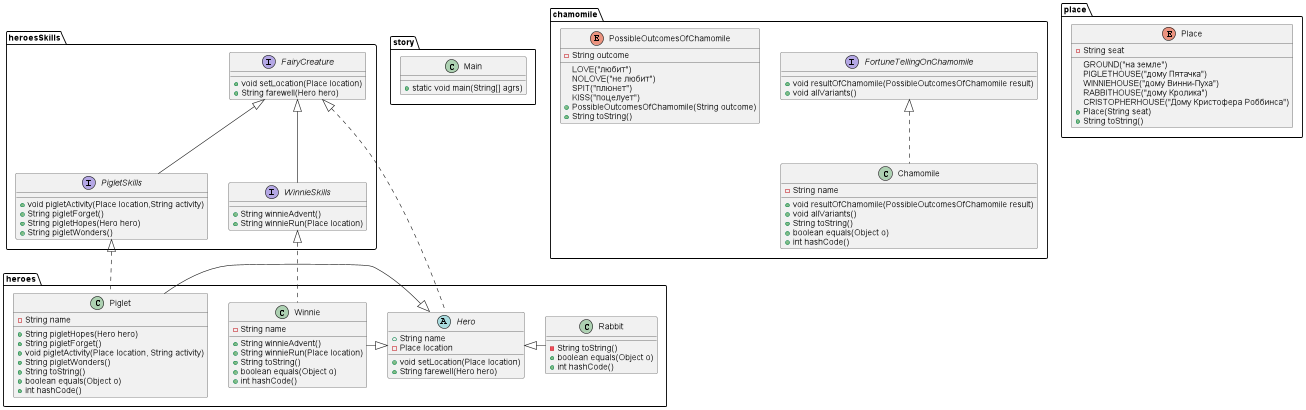 heroesSkills
I FairyCreature
void setLocation(Place location)
String farewell(Hero hero)
I PigletSkills
void pigletActivity(Place location,String activity)
String pigletForget()
String pigletHopes(Hero hero)
String pigletWonders()
I WinnieSkills
String winnieAdvent()
String winnieRun(Place location)
story
C Main
static void main(String[] agrs)
chamomile
E PossibleOutcomesOfChamomile
String outcome
LOVE("любит")
NOLOVE("не любит")
SPIT("плюнет")
KISS("поцелует")
PossibleOutcomesOfChamomile(String outcome)
String toString()
I FortuneTellingOnChamomile
void resultOfChamomile(PossibleOutcomesOfChamomile result)
void allVariants()
C Chamomile
String name
void resultOfChamomile(PossibleOutcomesOfChamomile result)
void allVariants()
String toString()
boolean equals(Object o)
int hashCode()
place
E Place
String seat
GROUND("на земле")
PIGLETHOUSE("дому Пятачка")
WINNIEHOUSE("дому Винни-Пуха")
RABBITHOUSE("дому Кролика")
CRISTOPHERHOUSE("Дому Кристофера Роббинса")
Place(String seat)
String toString()
heroes
C Piglet
String name
String pigletHopes(Hero hero)
String pigletForget()
void pigletActivity(Place location, String activity)
String pigletWonders()
String toString()
boolean equals(Object o)
int hashCode()
C Winnie
String name
String winnieAdvent()
String winnieRun(Place location)
String toString()
boolean equals(Object o)
int hashCode()
A Hero
String name
Place location
void setLocation(Place location)
String farewell(Hero hero)
C Rabbit
String toString()
boolean equals(Object o)
int hashCode()